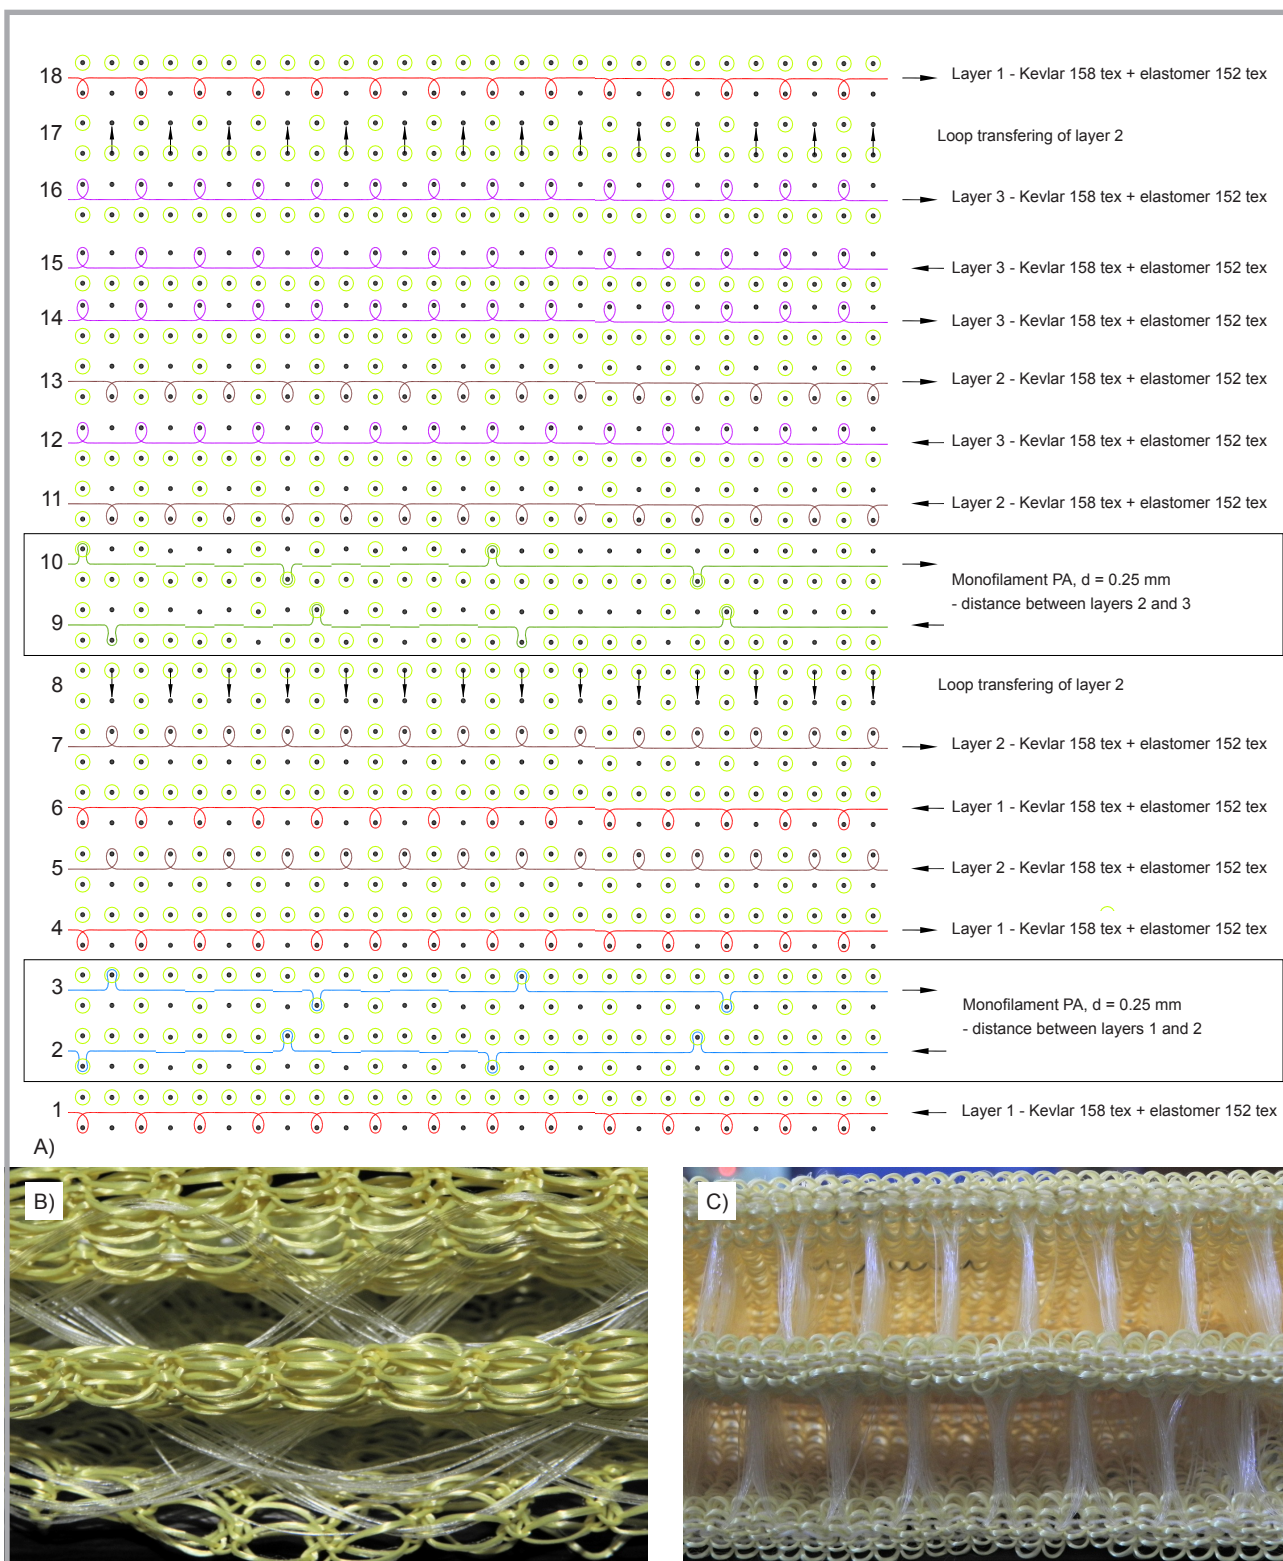 18 Layer 1 - Kevlar 158 tex + elastomer 152 tex
17 Loop transfering of layer 2
16 Layer 3 - Kevlar 158 tex + elastomer 152 tex
15 Layer 3 - Kevlar 158 tex + elastomer 152 tex
14 Layer 3 - Kevlar 158 tex + elastomer 152 tex
13 Layer 2 - Kevlar 158 tex + elastomer 152 tex
12 Layer 3 - Kevlar 158 tex + elastomer 152 tex
11 Layer 2 - Kevlar 158 tex + elastomer 152 tex
10
Monofilament PA, d = 0.25 mm
- distance between layers 2 and 3
9
8 Loop transfering of layer 2
7 Layer 2 - Kevlar 158 tex + elastomer 152 tex
6 Layer 1 - Kevlar 158 tex + elastomer 152 tex
5 Layer 2 - Kevlar 158 tex + elastomer 152 tex
4 Layer 1 - Kevlar 158 tex + elastomer 152 tex
3
Monofilament PA, d = 0.25 mm
- distance between layers 1 and 2
2
1 Layer 1 - Kevlar 158 tex + elastomer 152 tex
A)
B)
C)